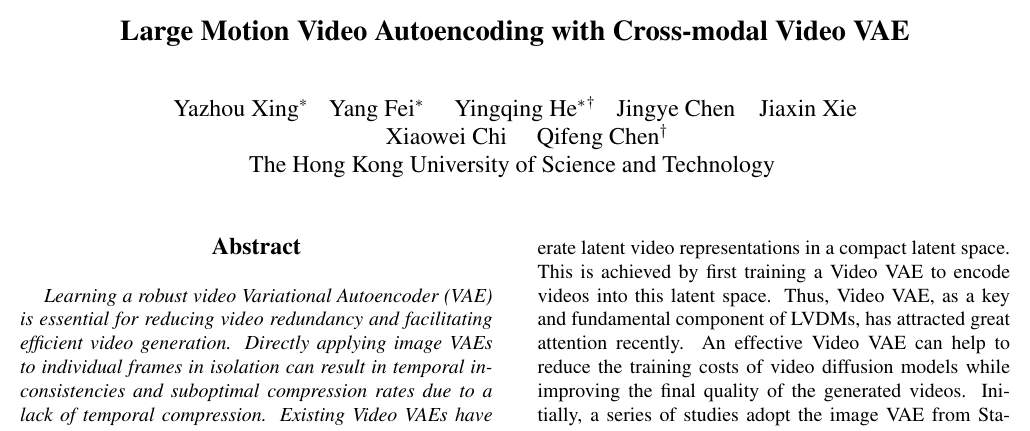 Large Motion Video Autoencoding with Cross-modal Video VAE
Yazhou Xing* Yang Fei* Yingqing He*† Jingye Chen Jiaxin Xie
Xiaowei Chi Qifeng Chen†
The Hong Kong University of Science and Technology
Abstract
Learning a robust video Variational Autoencoder (VAE)
is essential for reducing video redundancy and facilitating
efficient video generation. Directly applying image VAEs
to individual frames in isolation can result in temporal in-
consistencies and suboptimal compression rates due to a
lack of temporal compression. Existing Video VAEs have
erate latent video representations in a compact latent space.
This is achieved by first training a Video VAE to encode
videos into this latent space. Thus, Video VAE, as a key
and fundamental component of LVDMs, has attracted great
attention recently. An effective Video VAE can help to
reduce the training costs of video diffusion models while
improving the final quality of the generated videos. Ini-
tially, a series of studies adopt the image VAE from Sta-